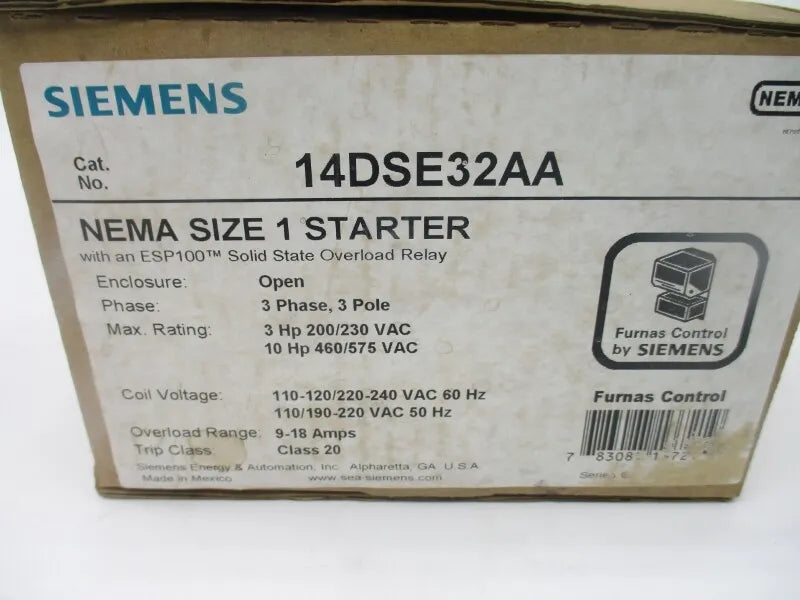 SIEMENS
NEM
Cat. No. 14DSE32AA
NEMA SIZE 1 STARTER
with an ESP100™ Solid State Overload Relay
Enclosure: Open
Phase: 3 Phase, 3 Pole
Max. Rating: 3 Hp 200/230 VAC
10 Hp 460/575 VAC
Furnas Control
by SIEMENS
Coil Voltage: 110-120/220-240 VAC 60 Hz
110/190-220 VAC 50 Hz
Furnas Control
Overload Range: 9-18 Amps
Trip Class: Class 20
7 8308
Siemens Energy & Automation, Inc. Alpharetta, GA U.S.A
Made in Mexico www.sea-siemens.com
Series